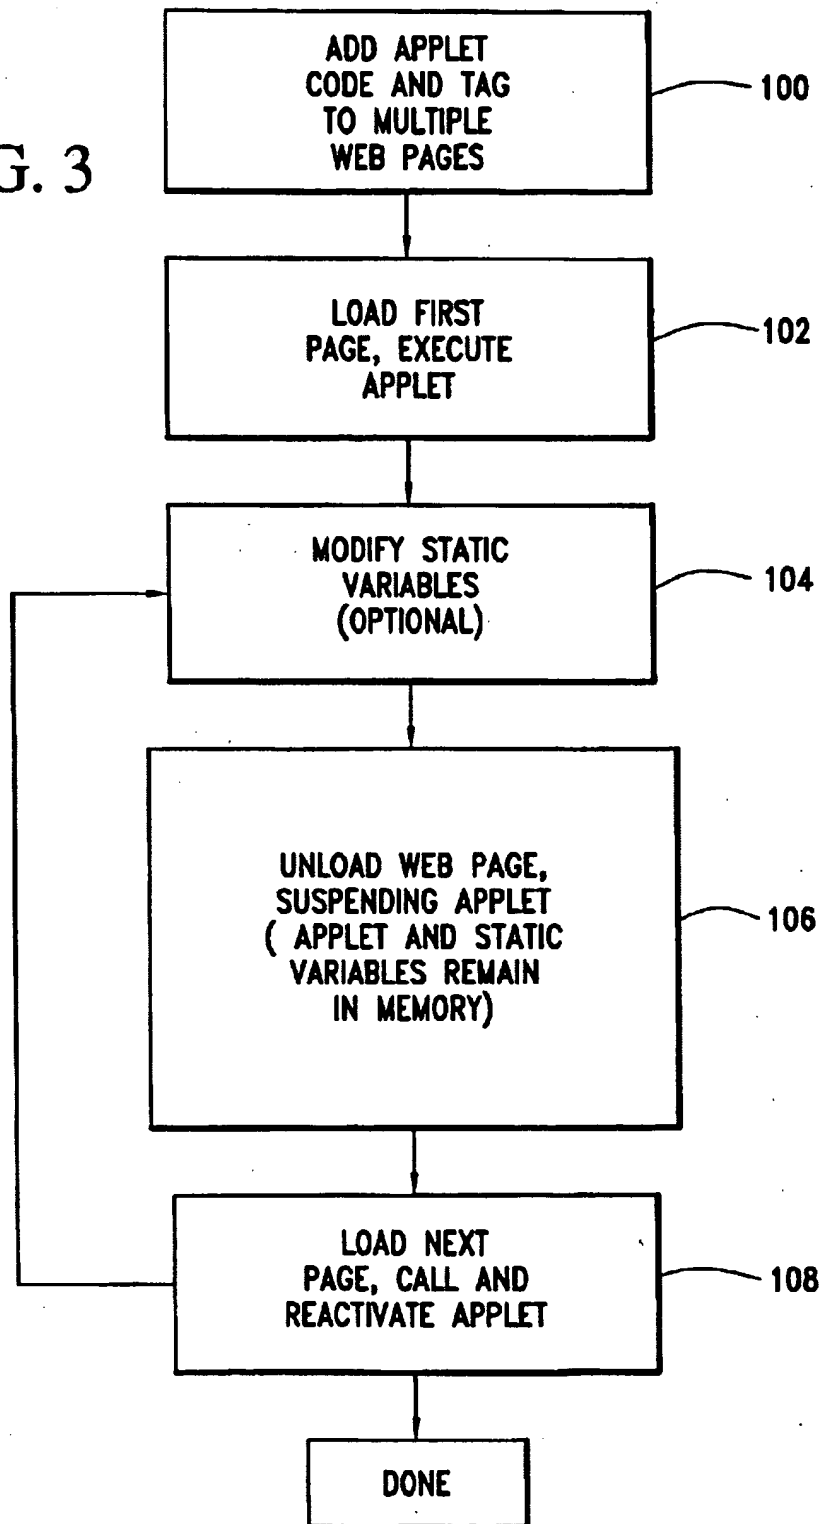 G. 3
ADD APPLET
CODE AND TAG
TO MULTIPLE
WEB PAGES
100
LOAD FIRST
PAGE, EXECUTE
APPLET
102
MODIFY STATIC
VARIABLES
(OPTIONAL)
104
UNLOAD WEB PAGE,
SUSPENDING APPLET
( APPLET AND STATIC
VARIABLES REMAIN
IN MEMORY)
106
LOAD NEXT
PAGE, CALL AND
REACTIVATE APPLET
108
DONE